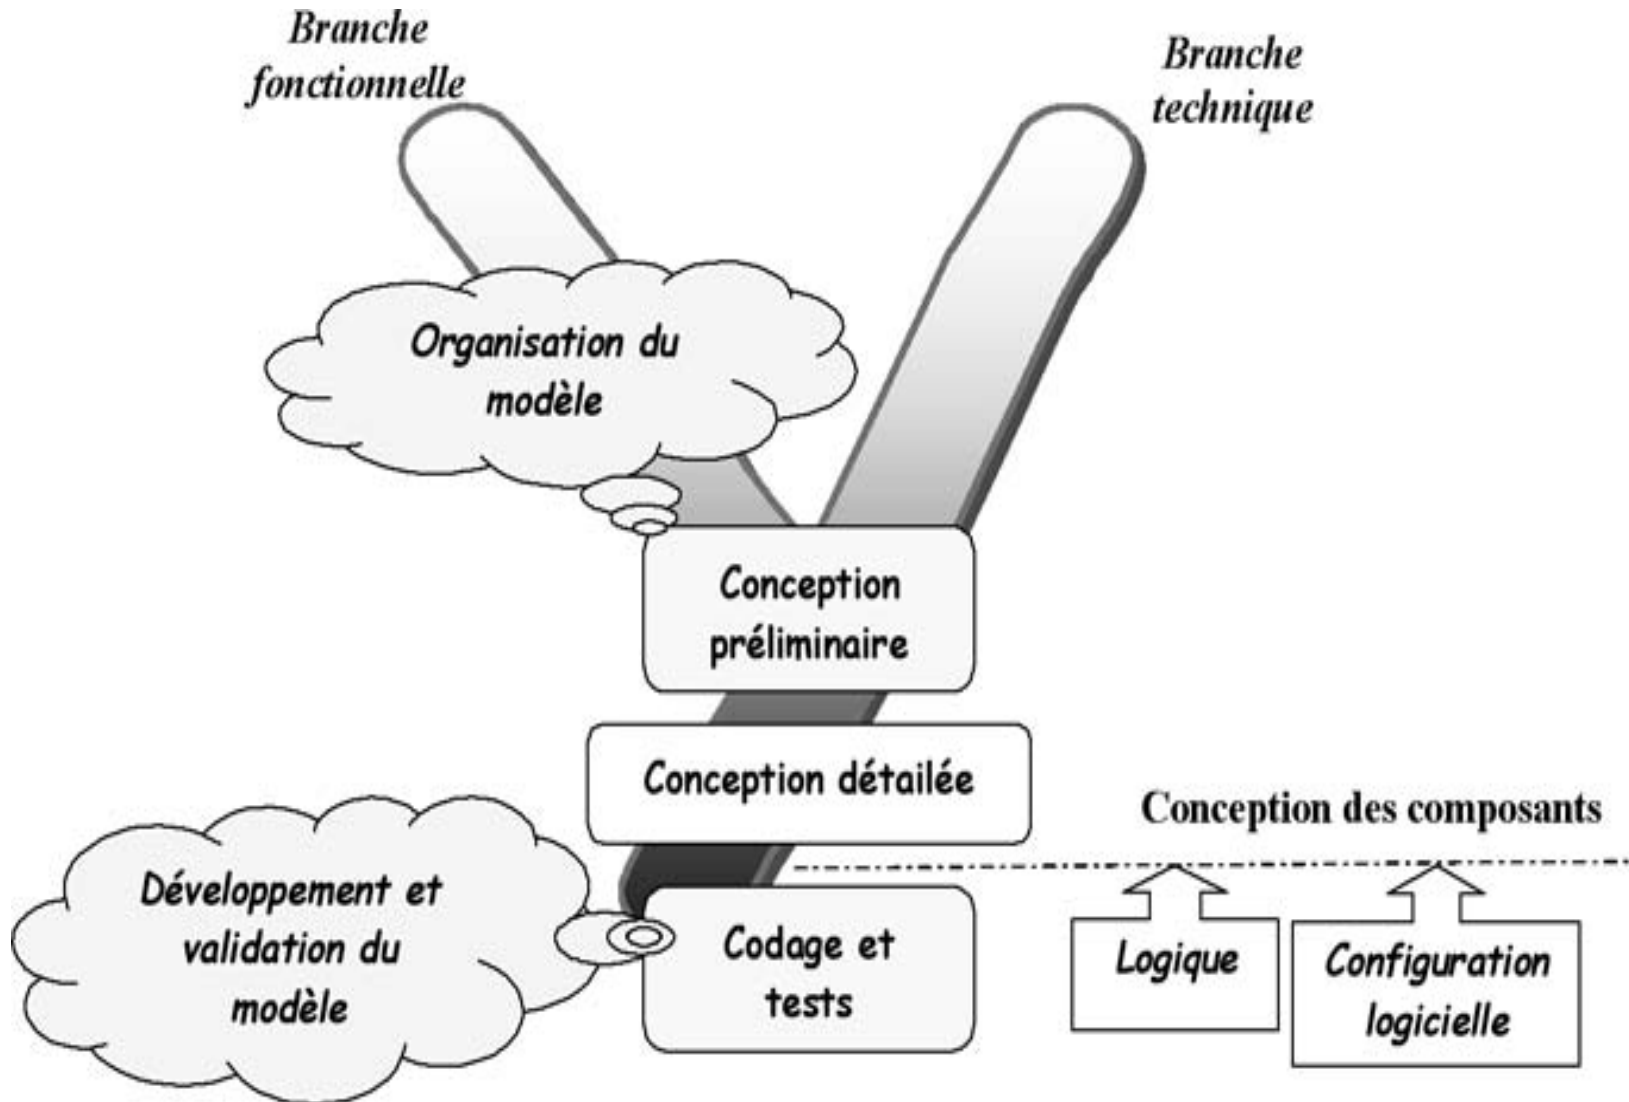 Branche
fonctionnelle
Branche
technique
Organisation du
modèle
Conception
préliminaire
Conception détailée
Conception des composants
Développement et
validation du
modèle
Codage et
tests
Logique
Configuration
logicielle